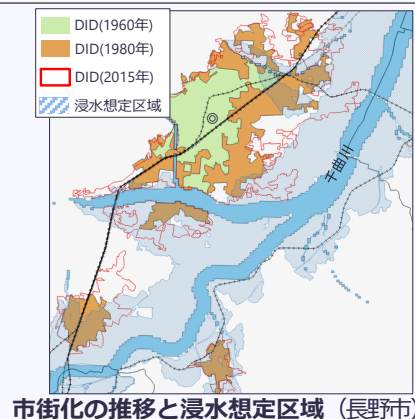 DID(1960年)
DID(1980年)
DID(2015年)
浸水想定区域
千曲川
市街化の推移と浸水想定区域（長野市）